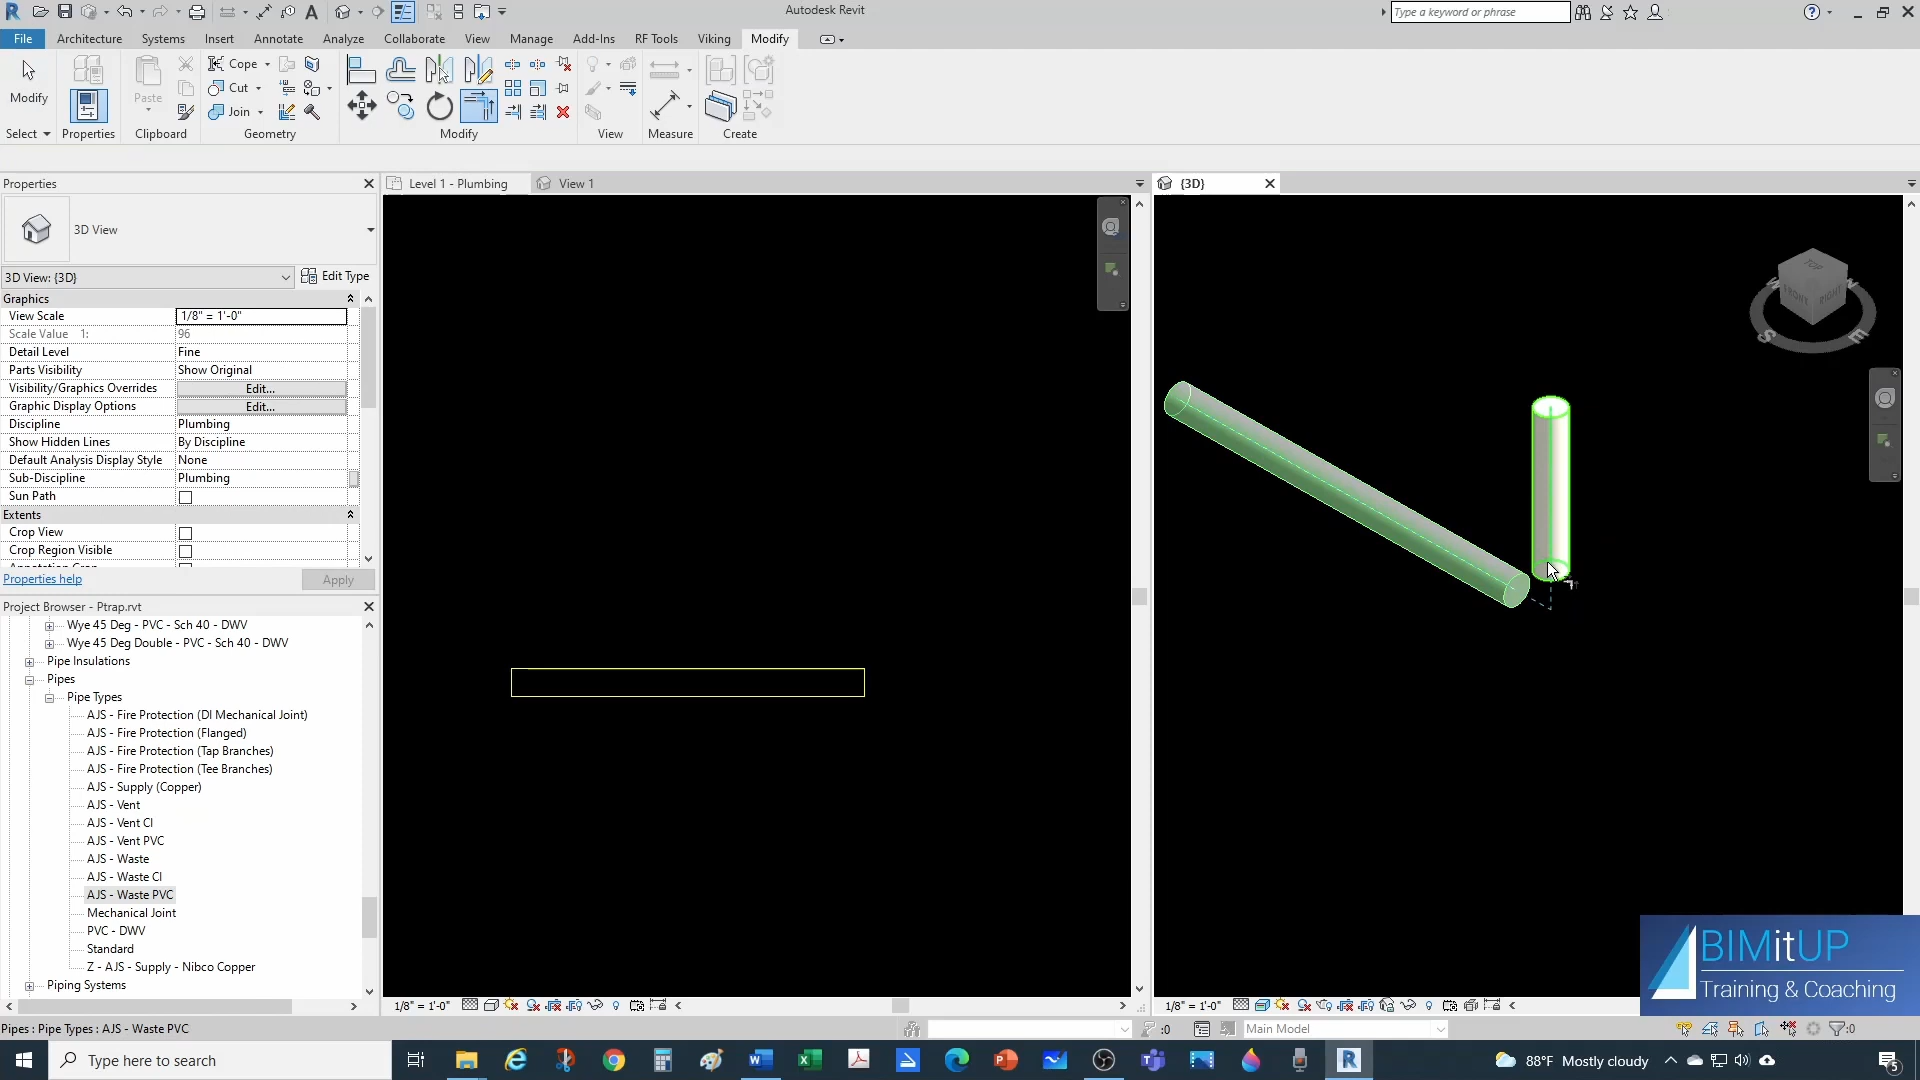 Autodesk Revit
Type a keyword or phrase
File Architecture Systems Insert Annotate Analyze Collaborate View Manage Add-Ins RF Tools Viking Modify
Modify
Paste
Cope
Cut
Join
Select Properties Clipboard Geometry Modify View Measure Create
Properties
3D View
3D View: {3D}
Edit Type
Graphics
View Scale 1/8" = 1'-0"
Scale Value 1: 96
Detail Level Fine
Parts Visibility Show Original
Visibility/Graphics Overrides Edit...
Graphic Display Options Edit...
Discipline Plumbing
Show Hidden Lines By Discipline
Default Analysis Display Style None
Sub-Discipline Plumbing
Sun Path
Extents
Crop View
Crop Region Visible
Properties help
Apply
Project Browser - Ptrap.rvt
Wye 45 Deg - PVC - Sch 40 - DWV
Wye 45 Deg Double - PVC - Sch 40 - DWV
Pipe Insulations
Pipes
Pipe Types
AJS - Fire Protection (DI Mechanical Joint)
AJS - Fire Protection (Flanged)
AJS - Fire Protection (Tap Branches)
AJS - Fire Protection (Tee Branches)
AJS - Supply (Copper)
AJS - Vent
AJS - Vent CI
AJS - Vent PVC
AJS - Waste
AJS - Waste CI
AJS - Waste PVC
Mechanical Joint
PVC - DWV
Standard
Z - AJS - Supply - Nibco Copper
Piping Systems
Level 1 - Plumbing
View 1
{3D}
TOP
FRONT
RIGHT
S
E
1/8" = 1'-0"
1/8" = 1'-0"
BIMitUP
Training & Coaching
Pipes : Pipe Types : AJS - Waste PVC
:0
Main Model
:0
Type here to search
88°F Mostly cloudy
5